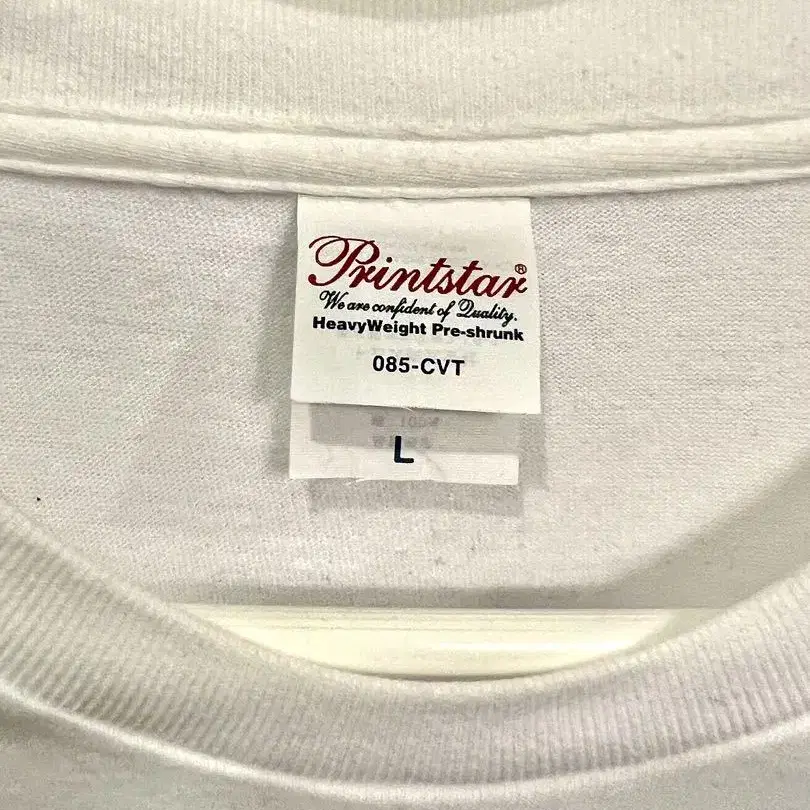 Printstar®
We are confident of Quality.
HeavyWeight Pre-shrunk
085-CVT
L